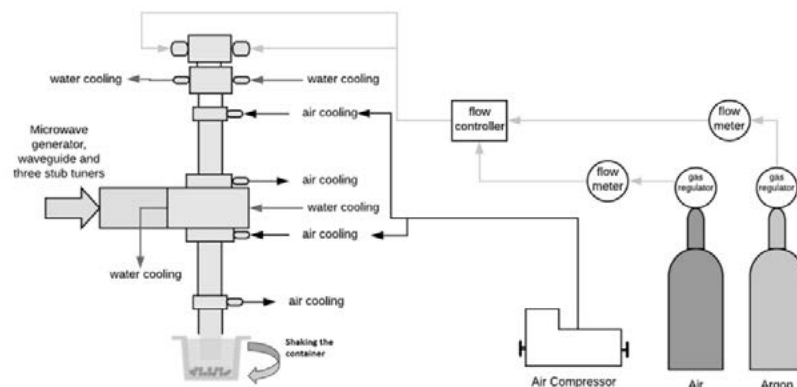 water cooling
water cooling
air cooling
Microwave
generator,
waveguide and
three stub tuners
flow
controller
flow
meter
air cooling
flow
meter
gas
regulator
gas
regulator
water cooling
air cooling
water cooling
air cooling
Shaking the
container
Air Compressor
Air
Argon